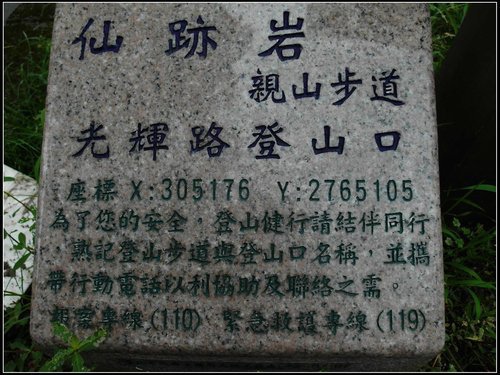 仙跡岩
親山步道
光輝路登山口
座標 X:305176 Y:2765105
為了您的安全，登山健行請結伴同行
熟記登山步道與登山口名稱，並攜
帶行動電話以利協助及聯絡之需。
報案專線(110) 緊急救護專線(119)